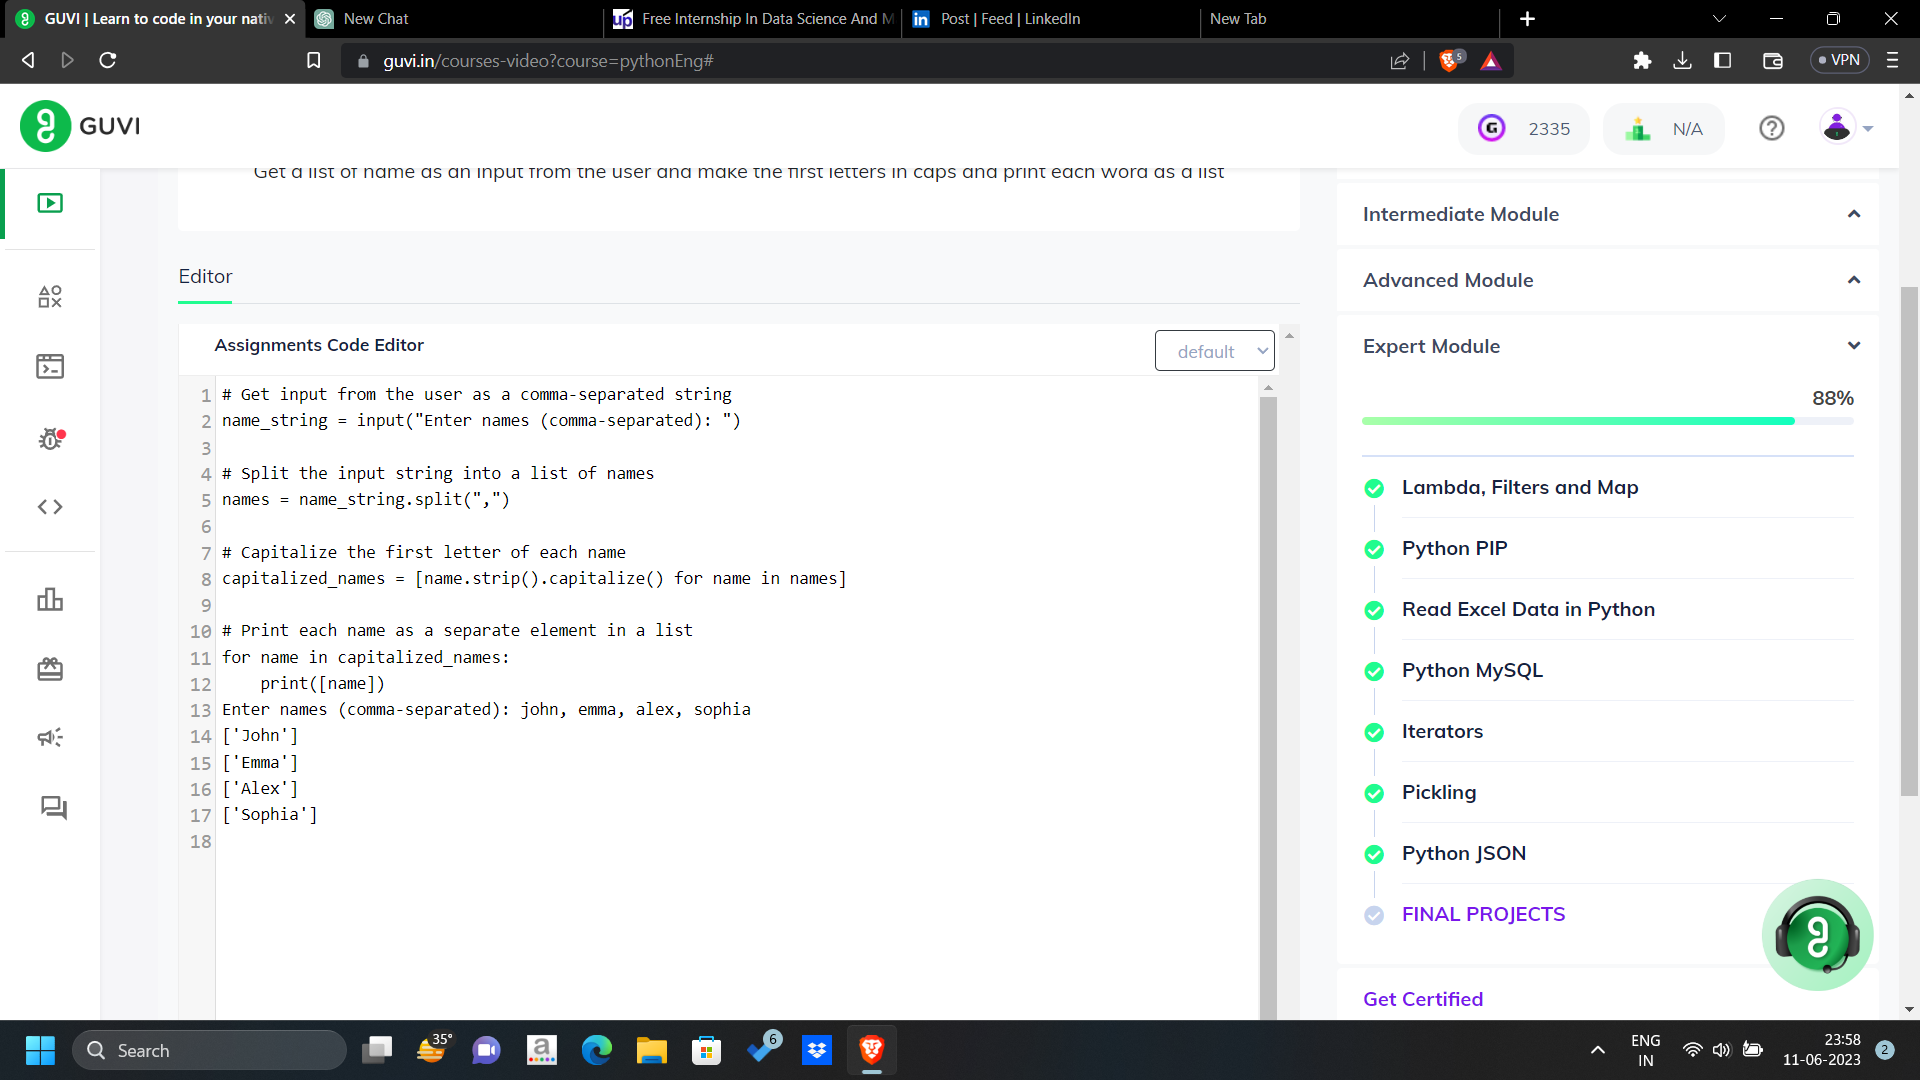 GUVI | Learn to code in your nativ
New Chat
Free Internship In Data Science And M
Post | Feed | LinkedIn
New Tab
guvi.in/courses-video?course=pythonEng#
5
VPN
GUVI
2335
N/A
Get a list of name as an input from the user and make the first letters in caps and print each word as a list
Editor
Assignments Code Editor
default
1 # Get input from the user as a comma-separated string
2 name_string = input("Enter names (comma-separated): ")
3
4 # Split the input string into a list of names
5 names = name_string.split(",")
6
7 # Capitalize the first letter of each name
8 capitalized_names = [name.strip().capitalize() for name in names]
9
10 # Print each name as a separate element in a list
11 for name in capitalized_names:
12     print([name])
13 Enter names (comma-separated): john, emma, alex, sophia
14 ['John']
15 ['Emma']
16 ['Alex']
17 ['Sophia']
18
Intermediate Module
Advanced Module
Expert Module
88%
Lambda, Filters and Map
Python PIP
Read Excel Data in Python
Python MySQL
Iterators
Pickling
Python JSON
FINAL PROJECTS
Get Certified
Search
35°
6
ENG
IN
23:58
11-06-2023
2